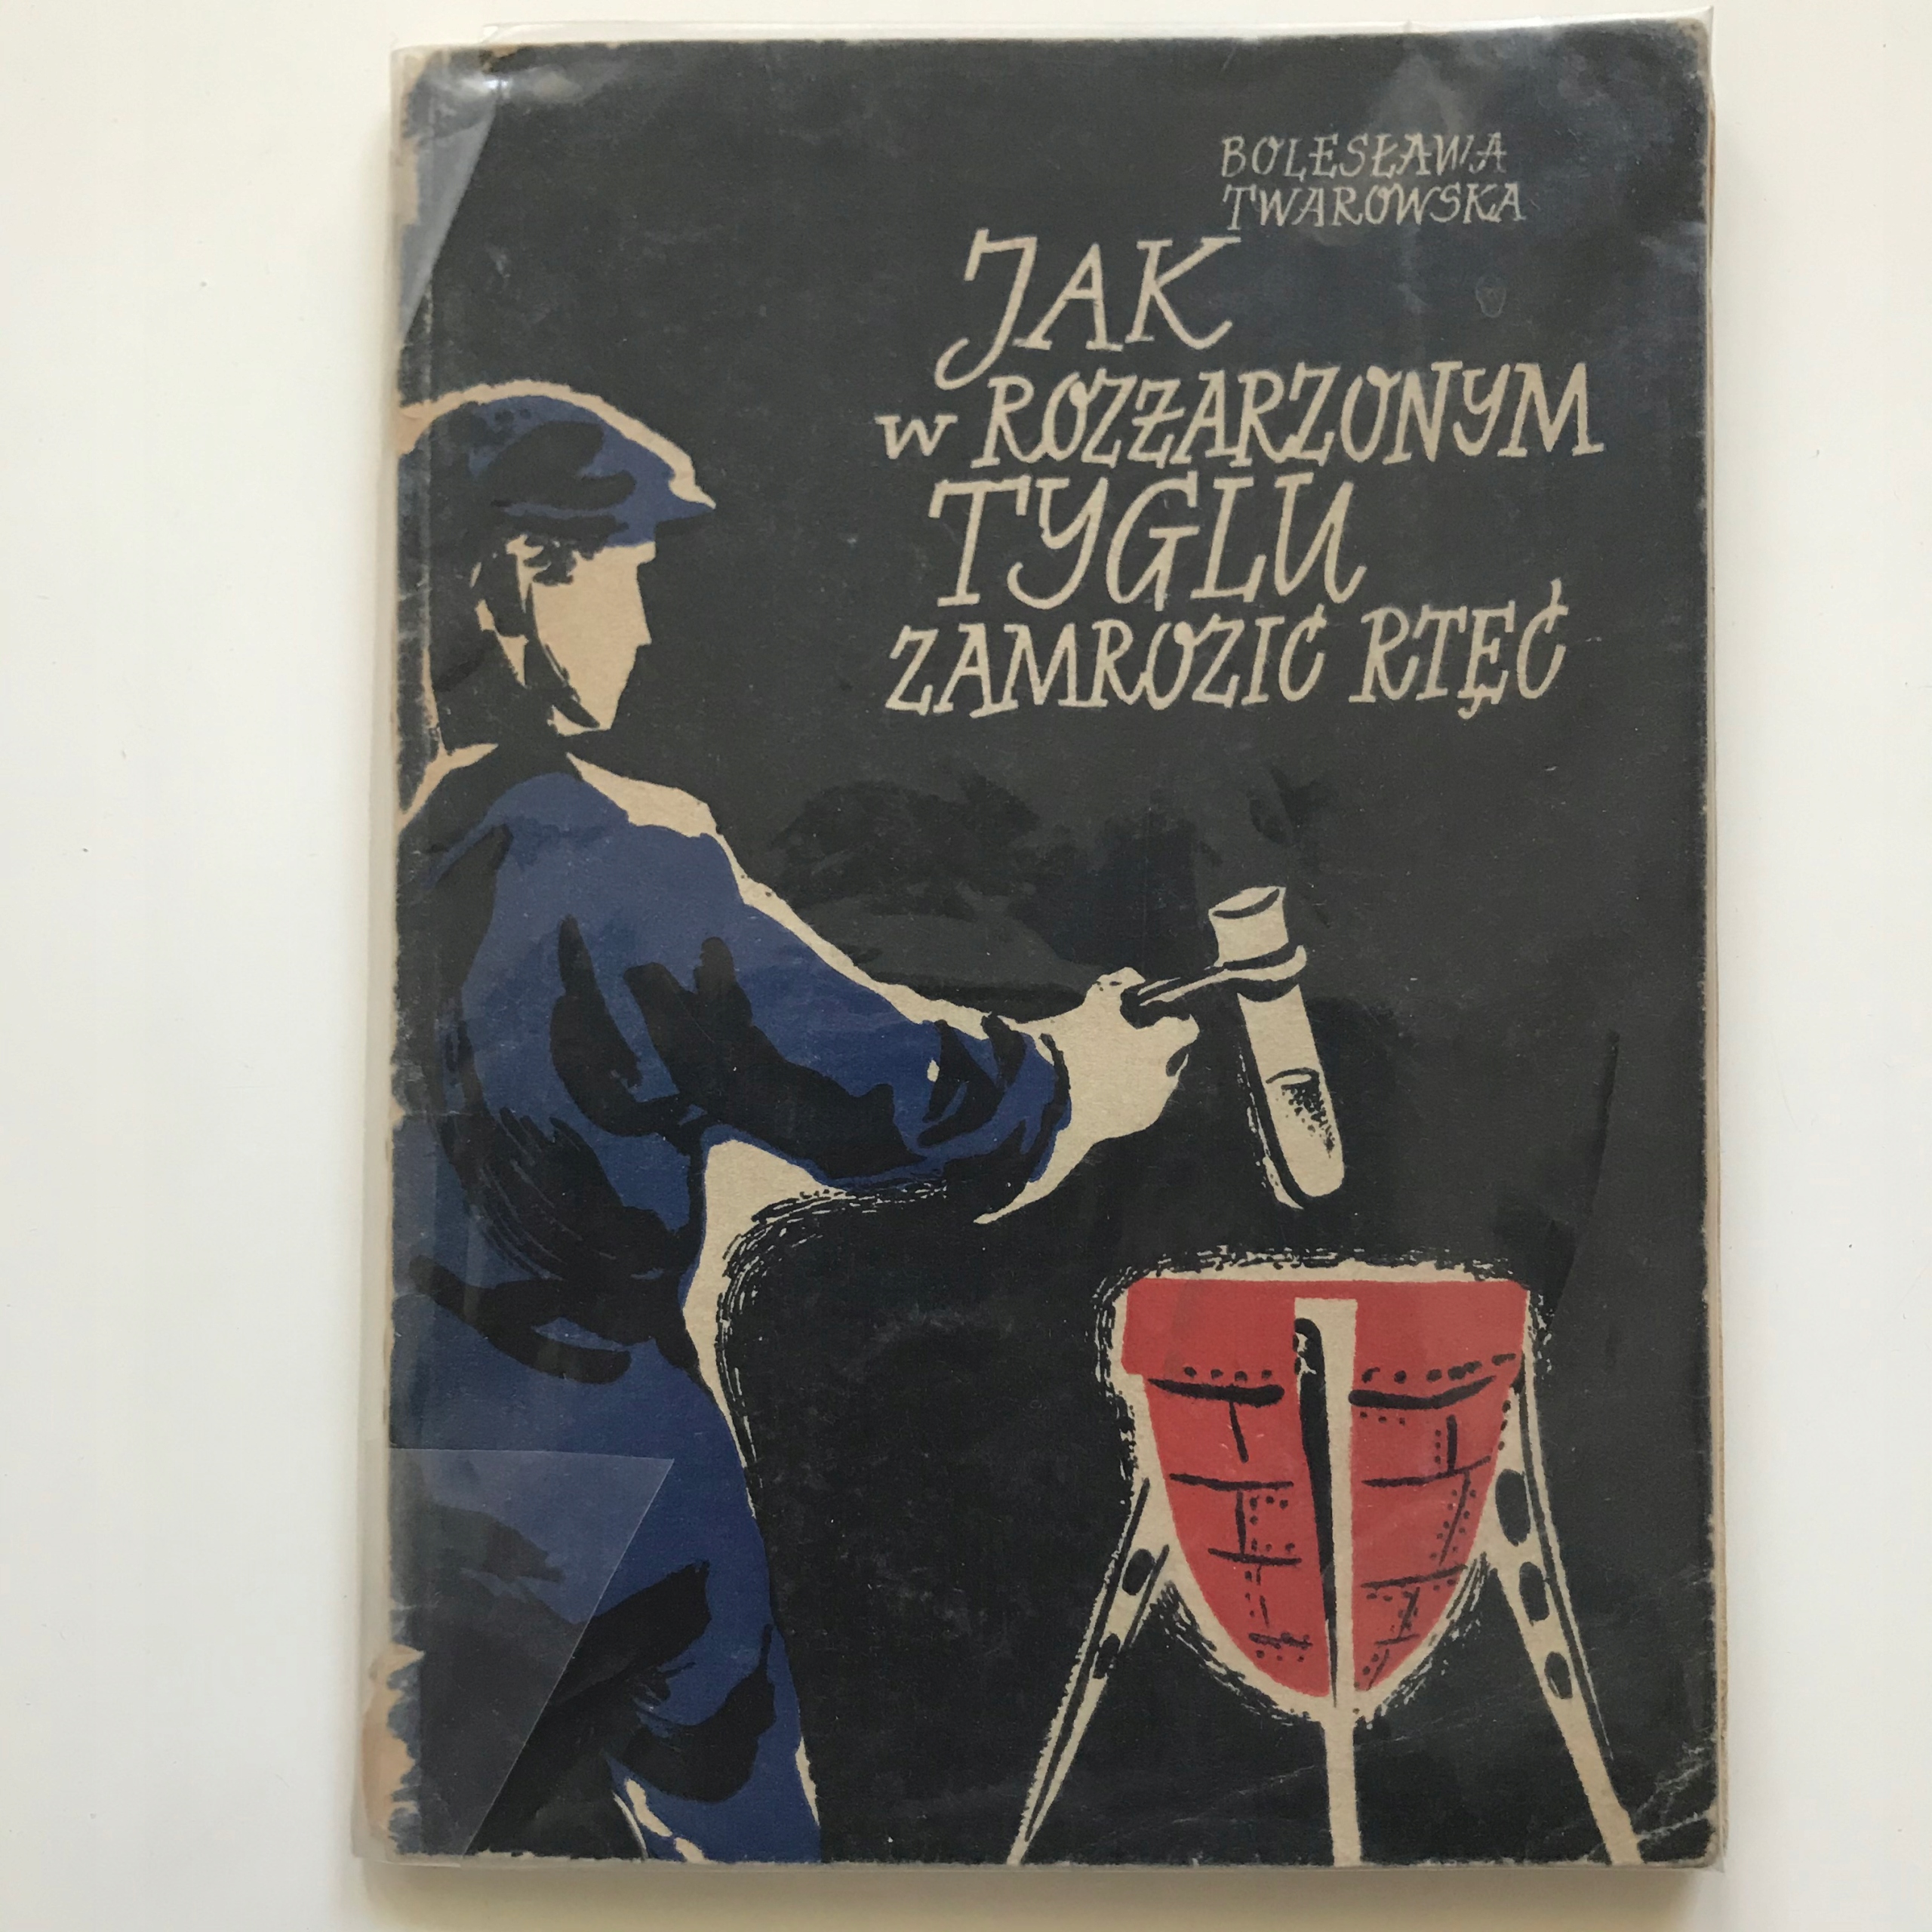 BOLESŁAWA
TWAROWSKA
JAK
w ROZŻARZONYM
TYGLU
ZAMROZIĆ RTĘĆ